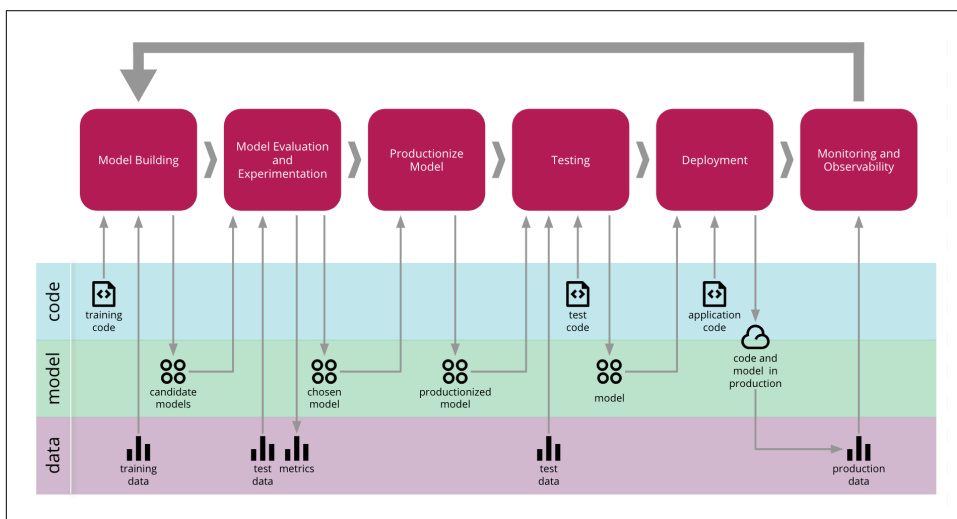 Model Building
Model Evaluation
and
Experimentation
Productionize
Model
Testing
Deployment
Monitoring and
Observability
code
training
code
test
code
application
code
code and
model in
production
model
candidate
models
chosen
model
productionized
model
model
data
training
data
test
data
metrics
test
data
production
data